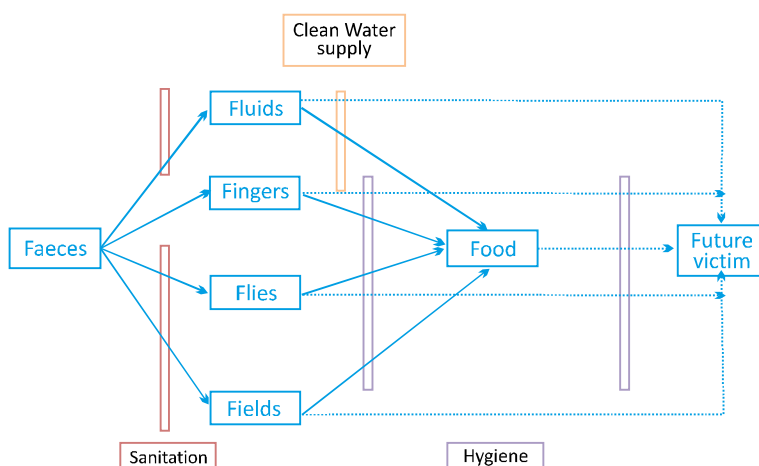 Clean Water
supply
Fluids
Fingers
Faeces
Food
Future
victim
Flies
Fields
Sanitation
Hygiene